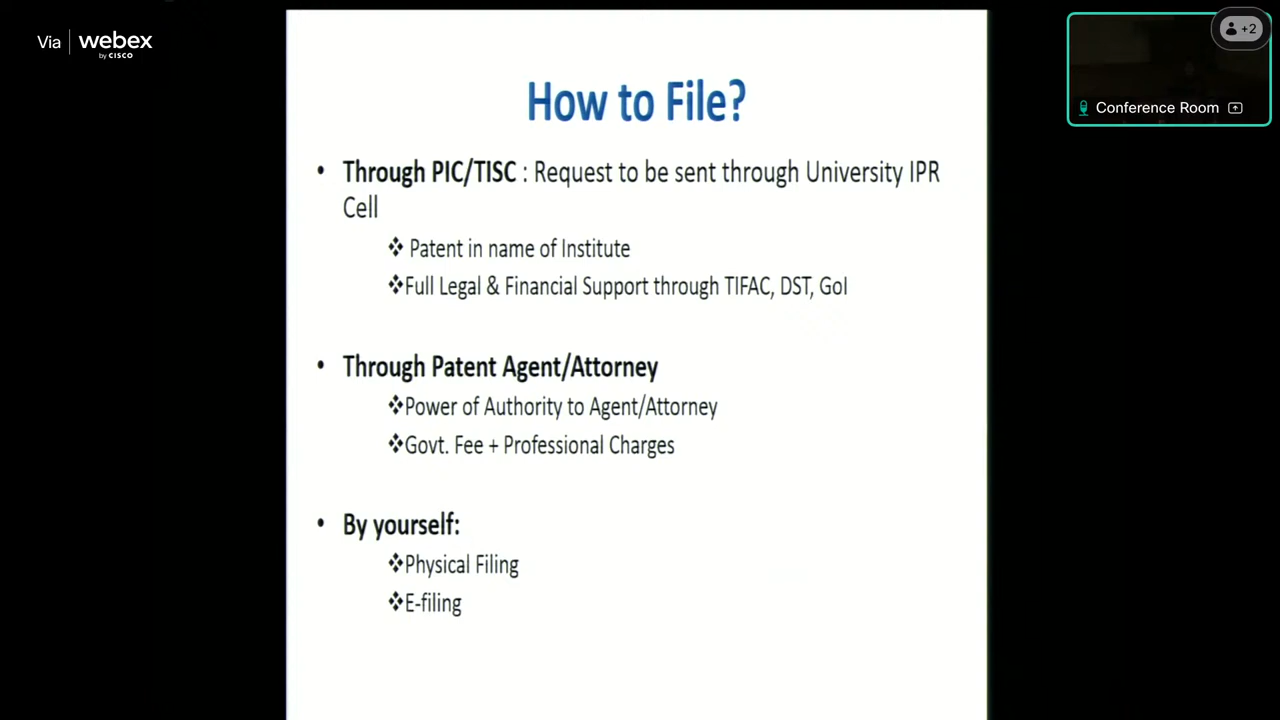 Via webex
by CISCO
+2
Conference Room
How to File?
• Through PIC/TISC : Request to be sent through University IPR
Cell
❖ Patent in name of Institute
❖Full Legal & Financial Support through TIFAC, DST, GoI
• Through Patent Agent/Attorney
❖Power of Authority to Agent/Attorney
❖Govt. Fee + Professional Charges
• By yourself:
❖Physical Filing
❖E-filing